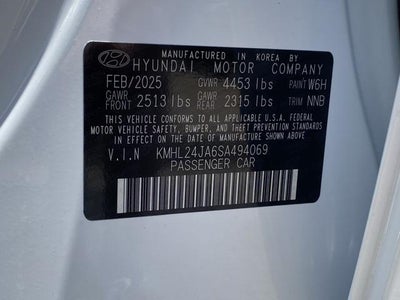 MANUFACTURED IN KOREA BY
HYUNDAI MOTOR COMPANY
FEB/2025 GVWR 4453 lbs PAINT W6H
GAWR FRONT 2513 lbs GAWR REAR 2315 lbs TRIM NNB
THIS VEHICLE CONFORMS TO ALL APPLICABLE U.S.A. FEDERAL
MOTOR VEHICLE SAFETY, BUMPER, AND THEFT PREVENTION STANDARDS
IN EFFECT ON THE DATE OF MANUFACTURE SHOWN ABOVE
V.I.N KMHL24JA6SA494069
PASSENGER CAR